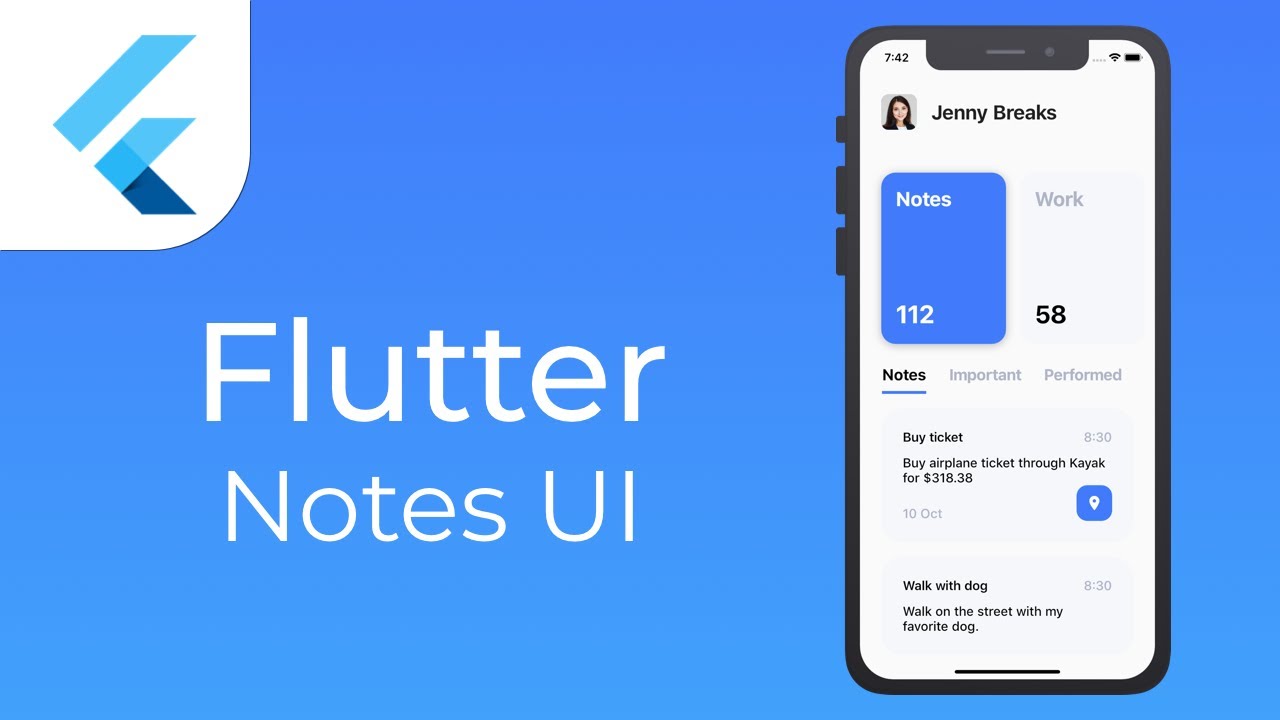 Flutter
Notes UI
7:42
Jenny Breaks
Notes
Work
112
58
Notes Important Performed
Buy ticket 8:30
Buy airplane ticket through Kayak
for $318.38
10 Oct
Walk with dog 8:30
Walk on the street with my
favorite dog.